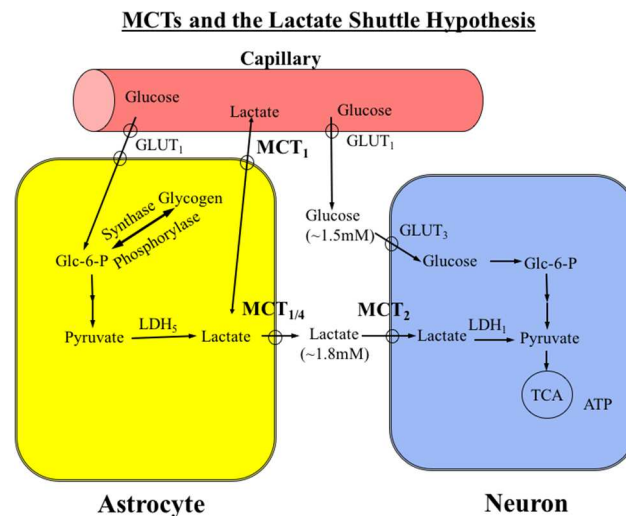 MCTs and the Lactate Shuttle Hypothesis
Capillary
Glucose
Lactate
Glucose
GLUT₁
MCT₁
GLUT₁
Synthase
Glycogen
Phosphorylase
Glc-6-P
Glucose
(~1.5mM)
GLUT₃
Glucose
Glc-6-P
MCT₁/₄
MCT₂
Pyruvate
LDH₅
Lactate
Lactate
(~1.8mM)
Lactate
LDH₁
Pyruvate
TCA
ATP
Astrocyte
Neuron